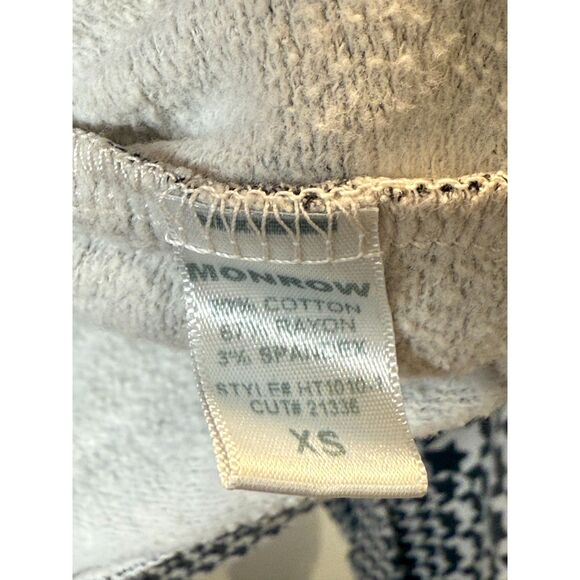 MONROW
COTTON
RAYON
3% SPANDEX
STYLE# HT1010-1
CUT# 21336
XS